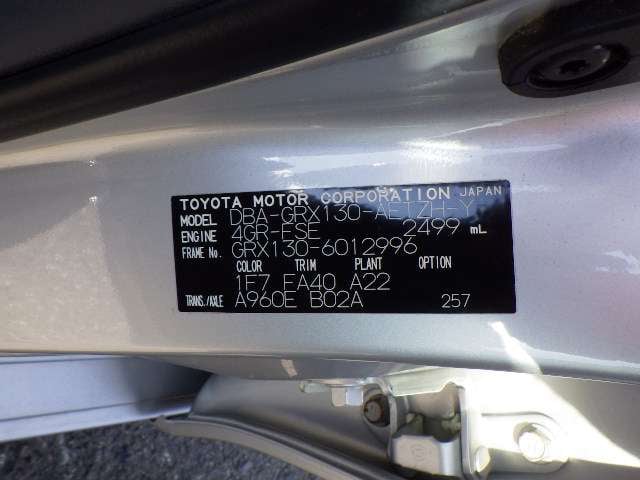 TOYOTA MOTOR CORPORATION JAPAN
MODEL DBA-GRX130-AETZH-Y
ENGINE 4GR-FSE 2499 mL
FRAME No. GRX130-6012996
COLOR TRIM PLANT OPTION
1F7 FA40 A22
TRANS./AXLE A960E B02A 257